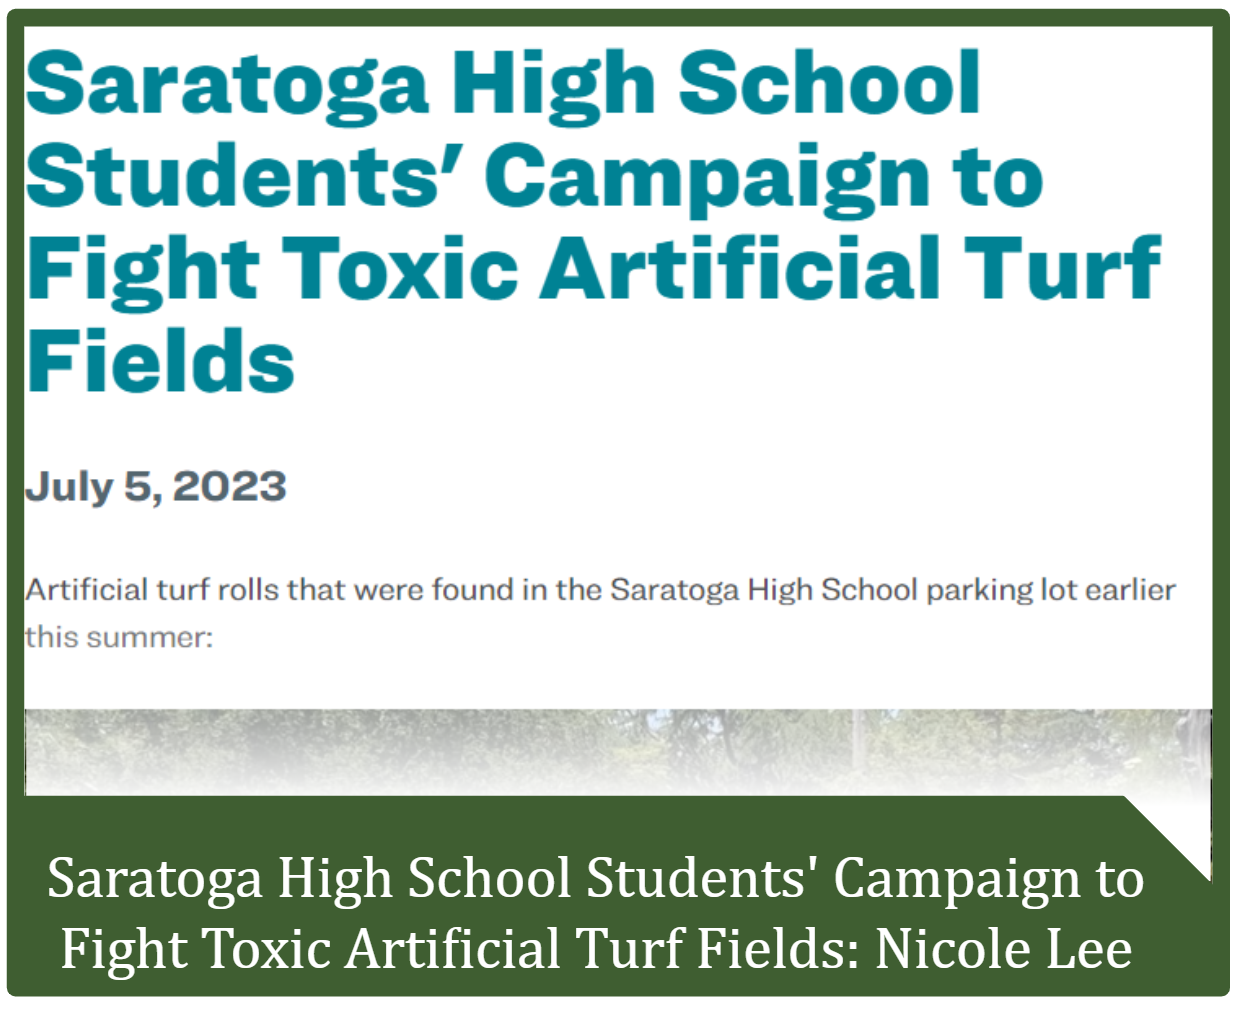 Saratoga High School
Students’ Campaign to
Fight Toxic Artificial Turf
Fields
July 5, 2023
Artificial turf rolls that were found in the Saratoga High School parking lot earlier
this summer:
Saratoga High School Students' Campaign to
Fight Toxic Artificial Turf Fields: Nicole Lee